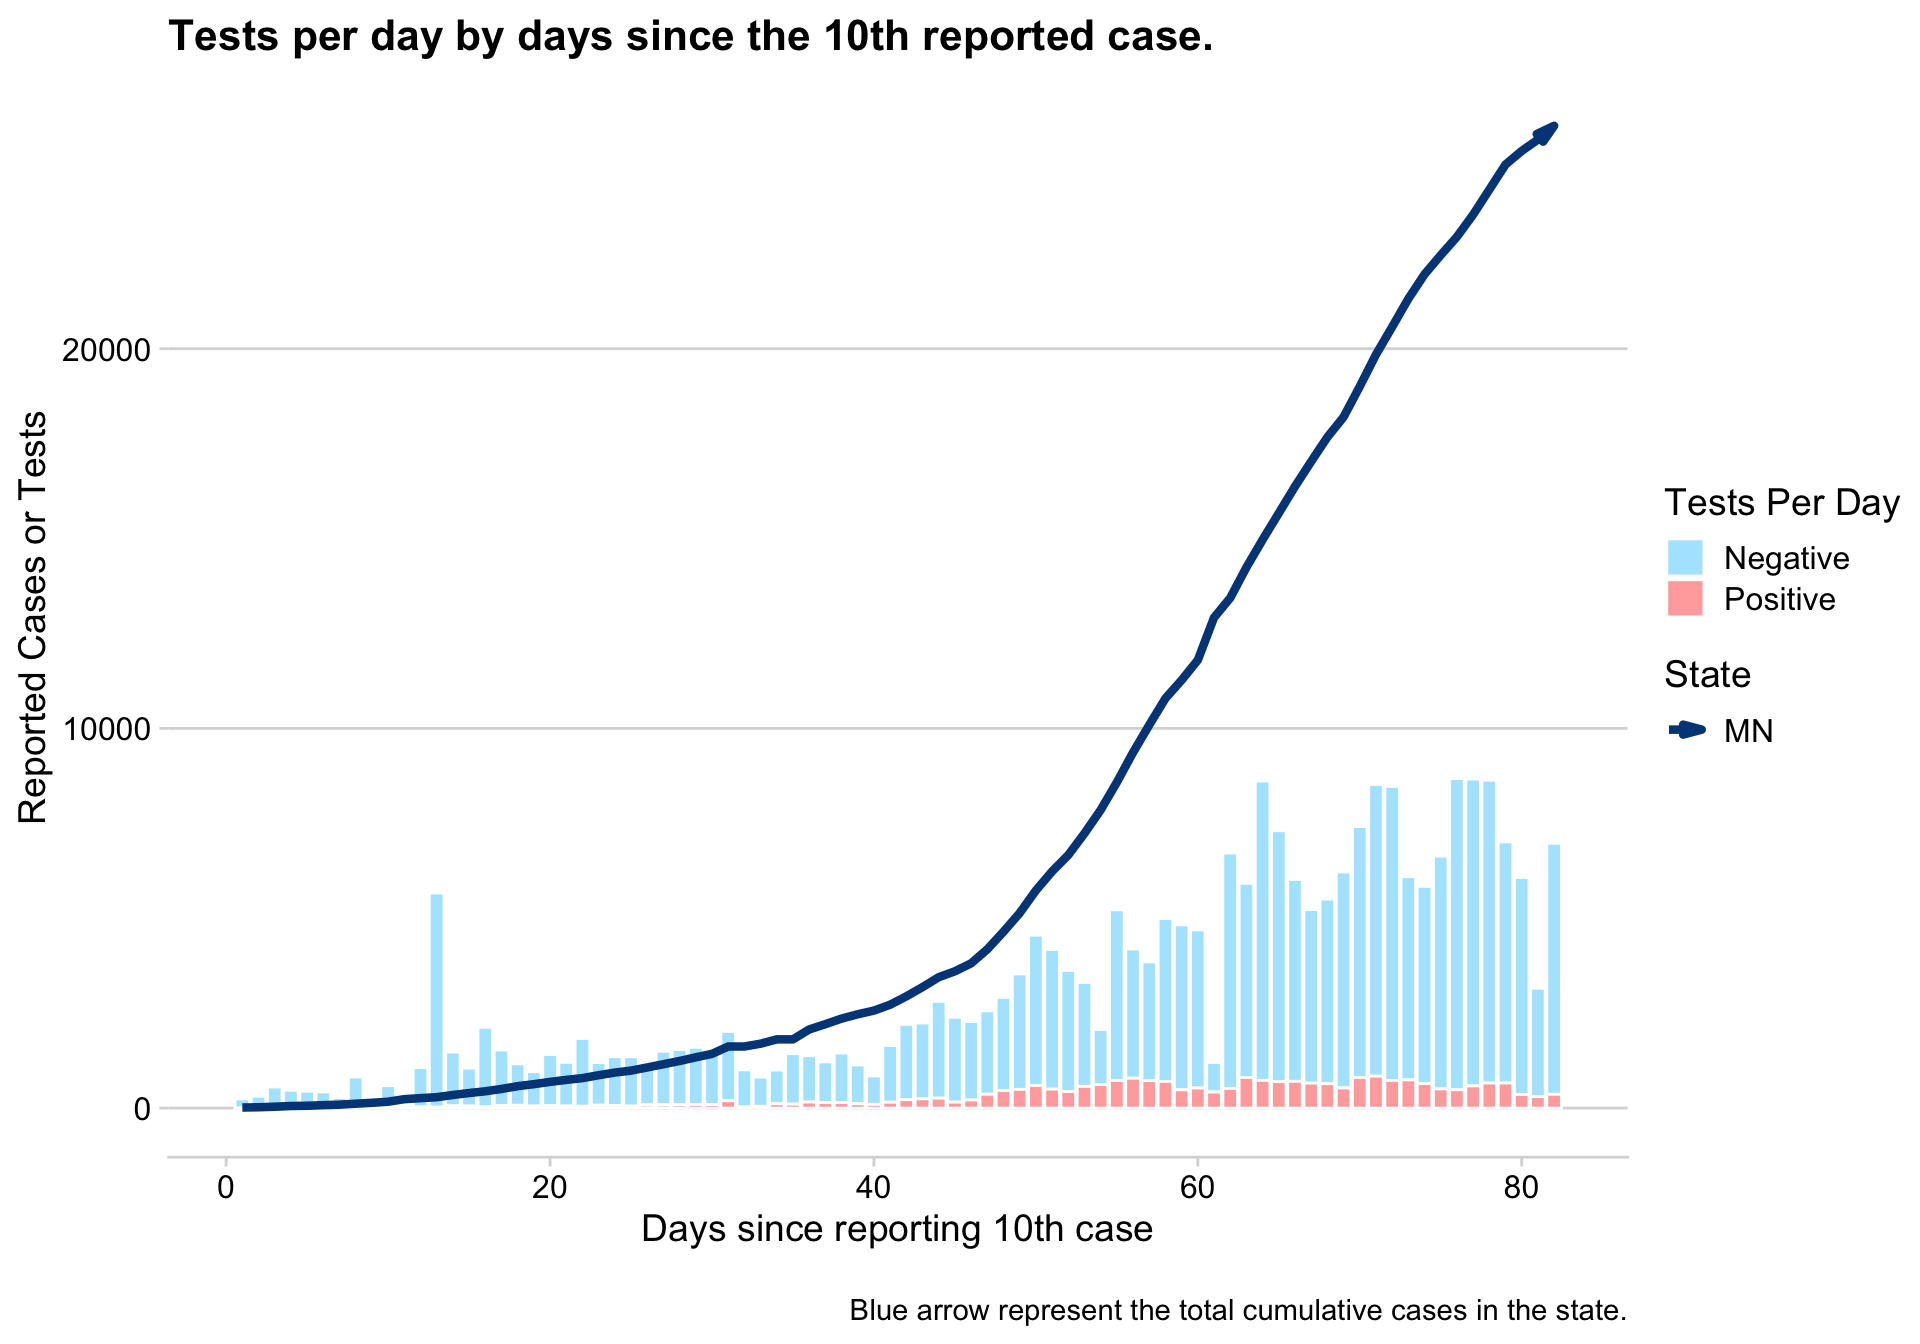 Tests per day by days since the 10th reported case.
20000
10000
0
Reported Cases or Tests
0
20
40
60
80
Days since reporting 10th case
Tests Per Day
Negative
Positive
State
MN
Blue arrow represent the total cumulative cases in the state.